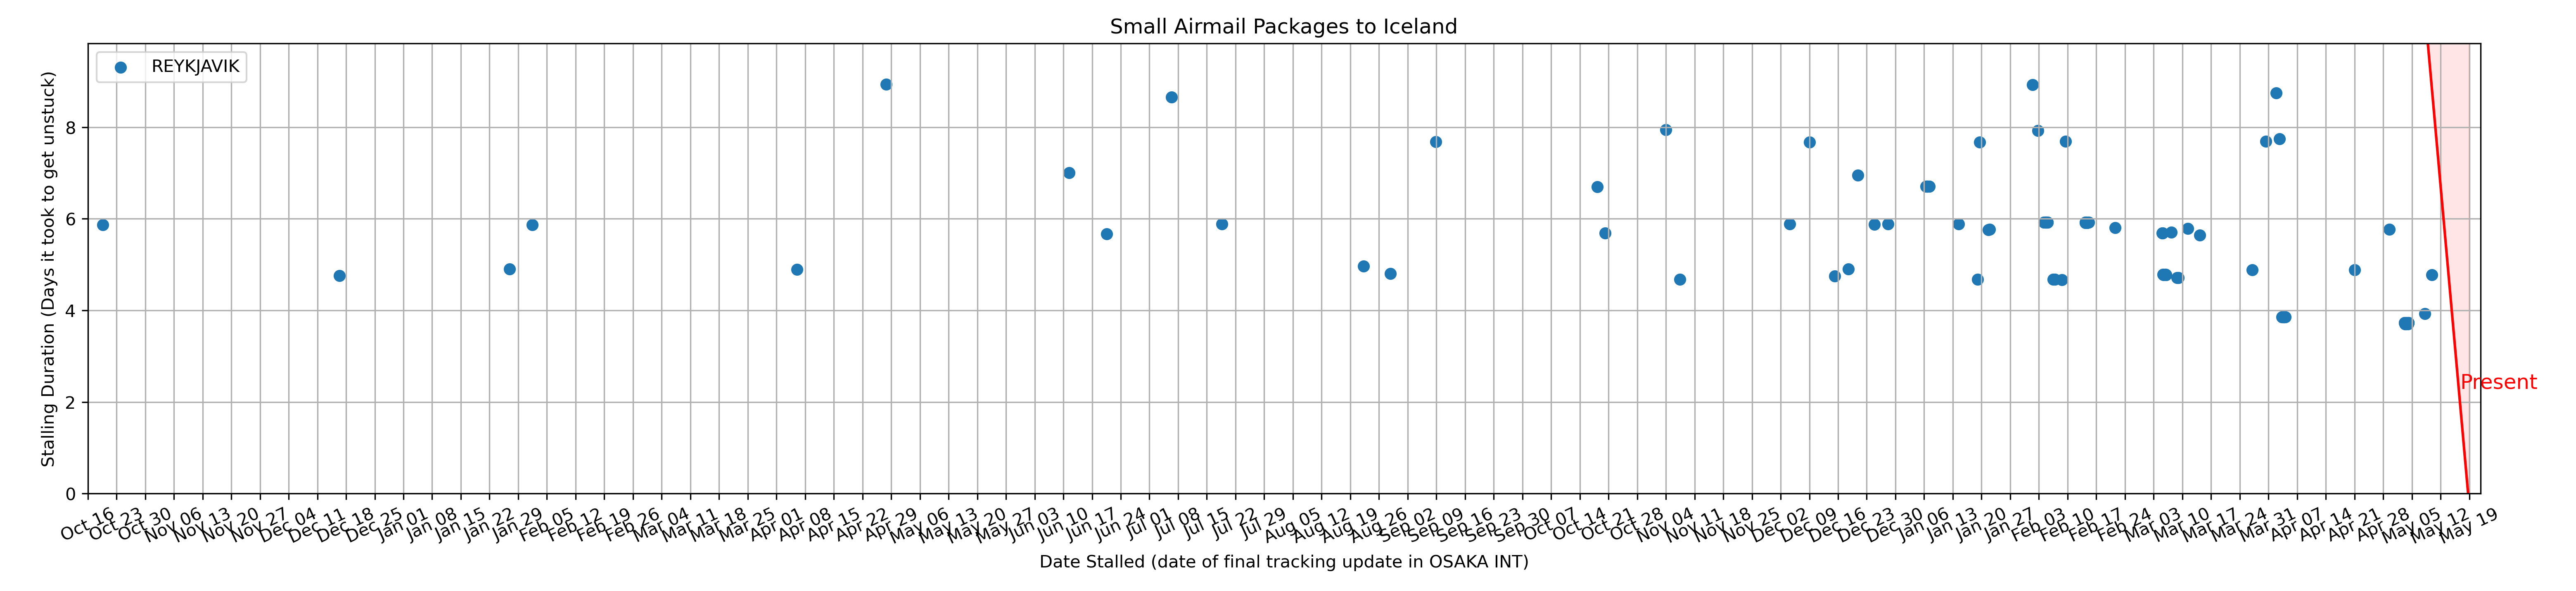 Small Airmail Packages to Iceland
REYKJAVIK
Stalling Duration (Days it took to get unstuck)
8
6
4
2
0
Present
Oct 16
Oct 23
Oct 30
Nov 06
Nov 13
Nov 20
Nov 27
Dec 04
Dec 11
Dec 18
Dec 25
Jan 01
Jan 08
Jan 15
Jan 22
Jan 29
Feb 05
Feb 12
Feb 19
Feb 26
Mar 04
Mar 11
Mar 18
Mar 25
Apr 01
Apr 08
Apr 15
Apr 22
Apr 29
May 06
May 13
May 20
May 27
Jun 03
Jun 10
Jun 17
Jun 24
Jul 01
Jul 08
Jul 15
Jul 22
Jul 29
Aug 05
Aug 12
Aug 19
Aug 26
Sep 02
Sep 09
Sep 16
Sep 23
Sep 30
Oct 07
Oct 14
Oct 21
Oct 28
Nov 04
Nov 11
Nov 18
Nov 25
Dec 02
Dec 09
Dec 16
Dec 23
Dec 30
Jan 06
Jan 13
Jan 20
Jan 27
Feb 03
Feb 10
Feb 17
Feb 24
Mar 03
Mar 10
Mar 17
Mar 24
Mar 31
Apr 07
Apr 14
Apr 21
Apr 28
May 05
May 12
May 19
Date Stalled (date of final tracking update in OSAKA INT)